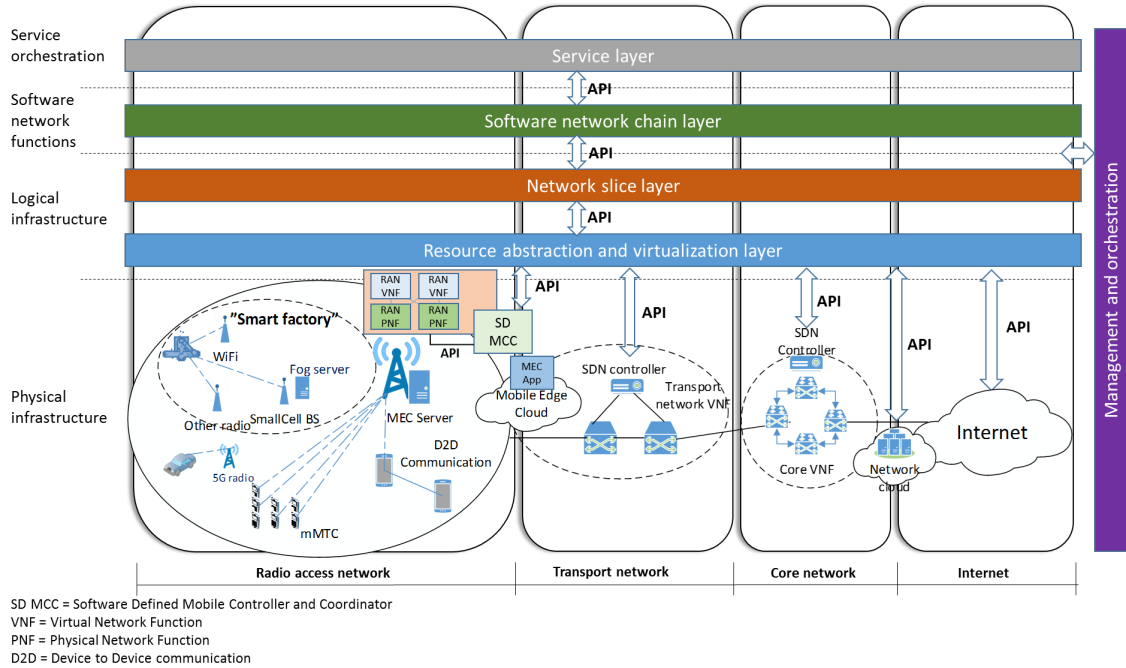 Service
orchestration
Service layer
API
Software
network
functions
Software network chain layer
API
Network slice layer
Logical
infrastructure
API
Resource abstraction and virtualization layer
Management and orchestration
RAN
VNF
RAN
VNF
RAN
PNF
RAN
PNF
API
SD
MCC
API
API
API
API
API
"Smart factory"
WiFi
Fog server
SmallCell BS
Other radio
MEC Server
MEC
App
Mobile Edge
Cloud
SDN controller
Transport
network VNF
SDN
Controller
Core VNF
Network
cloud
Internet
Physical
infrastructure
D2D
Communication
5G radio
mMTC
Radio access network
Transport network
Core network
Internet
SD MCC = Software Defined Mobile Controller and Coordinator
VNF = Virtual Network Function
PNF = Physical Network Function
D2D = Device to Device communication